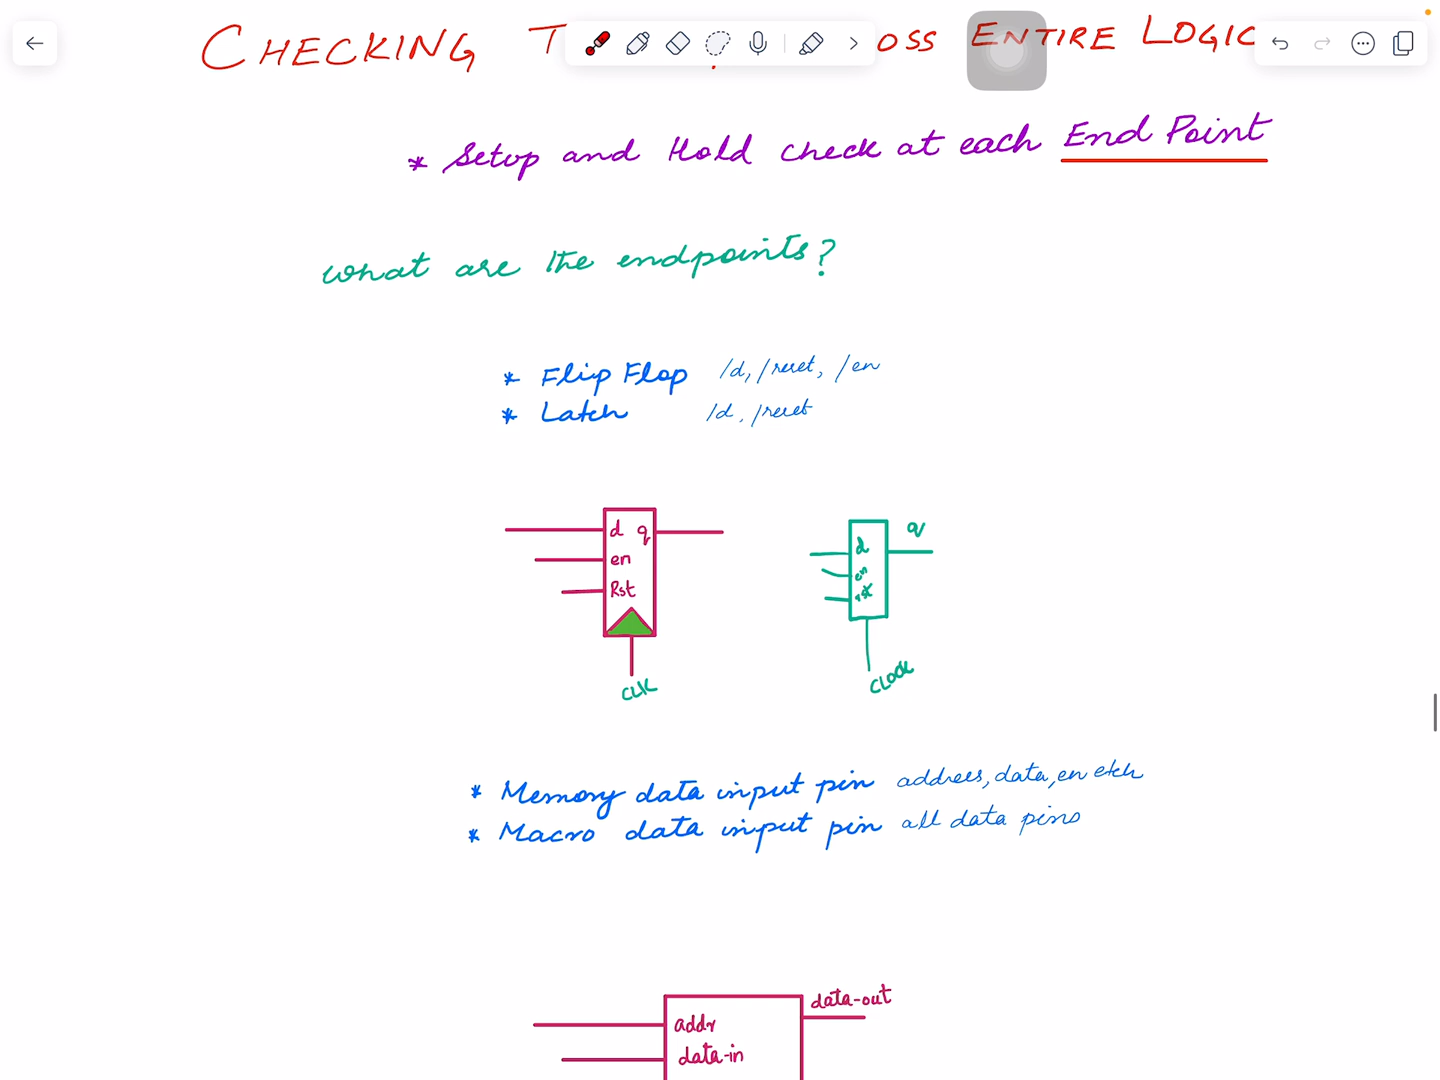 CHECKING T OSS ENTIRE LOGIC
* Setup and Hold check at each End Point
What are the endpoints?
* Flip Flop /d, /reset, /en
* Latch /d, /reset
d q
en
Rst
CLK
q
d
en
rst
CLOCK
* Memory data input pin address, data, en etch
* Macro data input pin all data pins
data-out
addr
data-in